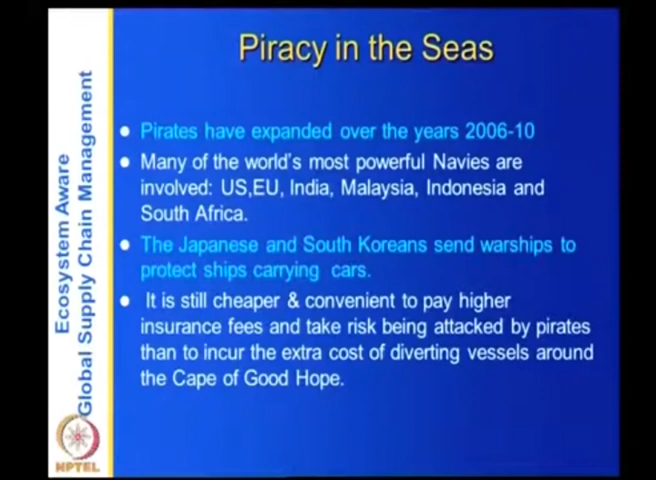 Piracy in the Seas
Pirates have expanded over the years 2006-10
Many of the world's most powerful Navies are
involved: US,EU, India, Malaysia, Indonesia and
South Africa.
The Japanese and South Koreans send warships to
protect ships carrying cars.
It is still cheaper & convenient to pay higher
insurance fees and take risk being attacked by pirates
than to incur the extra cost of diverting vessels around
the Cape of Good Hope.
Ecosystem Aware
Global Supply Chain Management
NPTEL